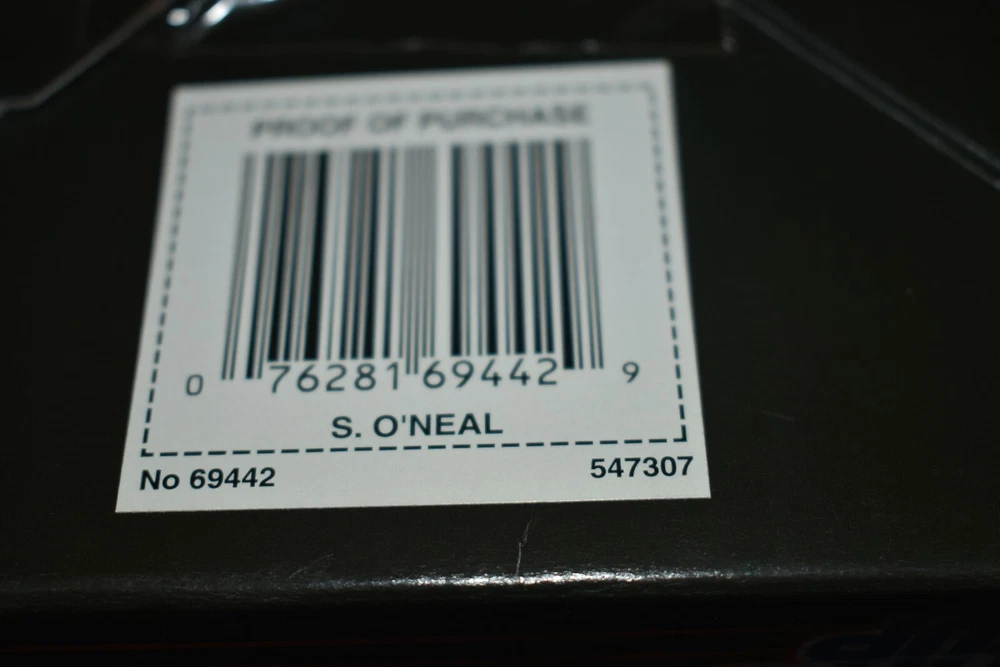 PROOF OF PURCHASE
0 76281 69442 9
S. O'NEAL
No 69442 547307